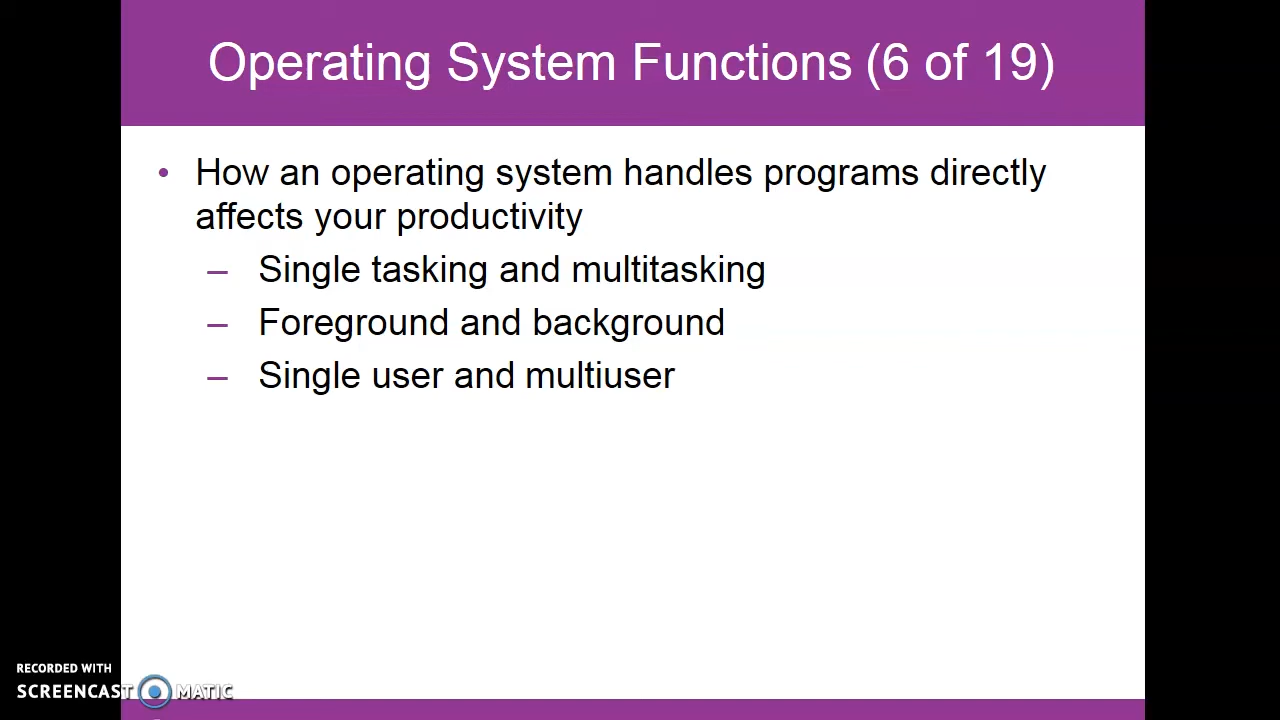 Operating System Functions (6 of 19)
• How an operating system handles programs directly
affects your productivity
– Single tasking and multitasking
– Foreground and background
– Single user and multiuser
RECORDED WITH
SCREENCAST MATIC